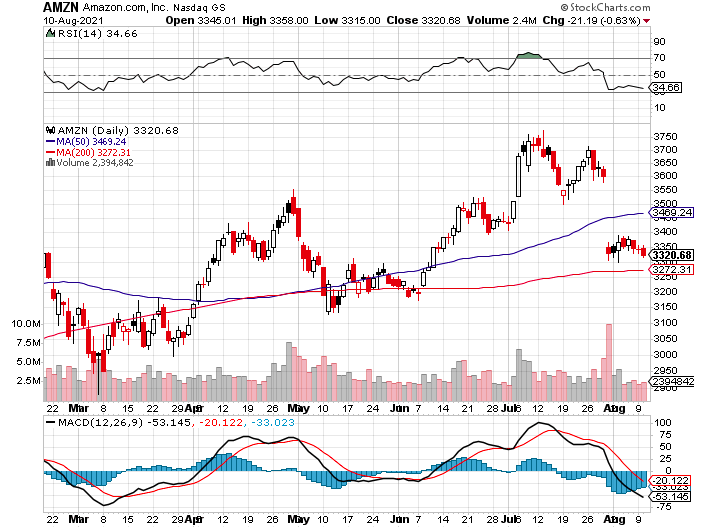 AMZN Amazon.com, Inc. Nasdaq GS © StockCharts.com
10-Aug-2021 Open 3345.01 High 3358.00 Low 3315.00 Close 3320.68 Volume 2.4M Chg -21.19 (-0.63%)
RSI(14) 34.66
90
70
50
34.66
30
10
AMZN (Daily) 3320.68
MA(50) 3469.24
MA(200) 3272.31
Volume 2,394,842
3750
3700
3650
3600
3550
3500
3469.24
3400
3350
3320.68
3300
3272.31
3200
3150
3100
3050
3000
2950
2394842
2900
10.0M
7.5M
5.0M
2.5M
22 Mar 8 15 22 29 Apr 12 19 26 May 10 17 24 Jun 7 14 21 28 Jul 12 19 26 Aug 9
MACD(12,26,9) -53.145, -20.122, -33.023
100
75
50
25
0
-20.122
-33.023
-53.145
-75
22 Mar 8 15 22 29 Apr 12 19 26 May 10 17 24 Jun 7 14 21 28 Jul 12 19 26 Aug 9